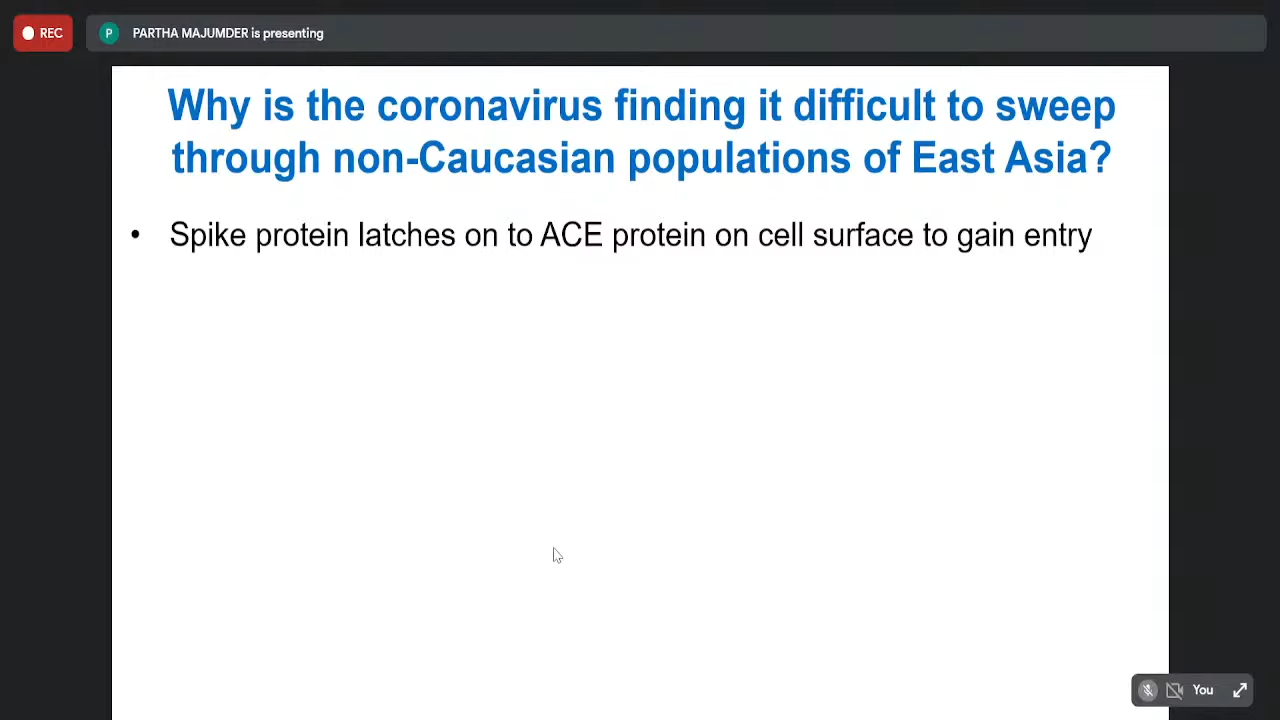 REC
P PARTHA MAJUMDER is presenting
Why is the coronavirus finding it difficult to sweep
through non-Caucasian populations of East Asia?
• Spike protein latches on to ACE protein on cell surface to gain entry
You